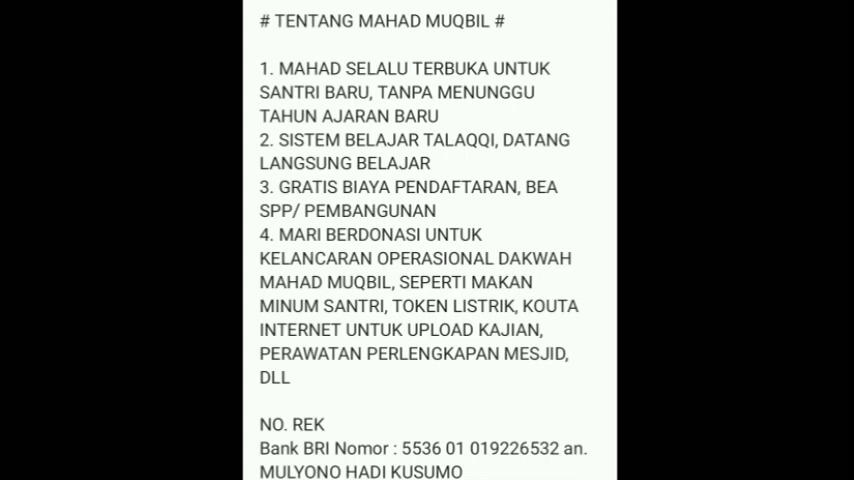 # TENTANG MAHAD MUQBIL #
1. MAHAD SELALU TERBUKA UNTUK
SANTRI BARU, TANPA MENUNGGU
TAHUN AJARAN BARU
2. SISTEM BELAJAR TALAQQI, DATANG
LANGSUNG BELAJAR
3. GRATIS BIAYA PENDAFTARAN, BEA
SPP/ PEMBANGUNAN
4. MARI BERDONASI UNTUK
KELANCARAN OPERASIONAL DAKWAH
MAHAD MUQBIL, SEPERTI MAKAN
MINUM SANTRI, TOKEN LISTRIK, KOUTA
INTERNET UNTUK UPLOAD KAJIAN,
PERAWATAN PERLENGKAPAN MESJID,
DLL
NO. REK
Bank BRI Nomor : 5536 01 019226532 an.
MULYONO HADI KUSUMO